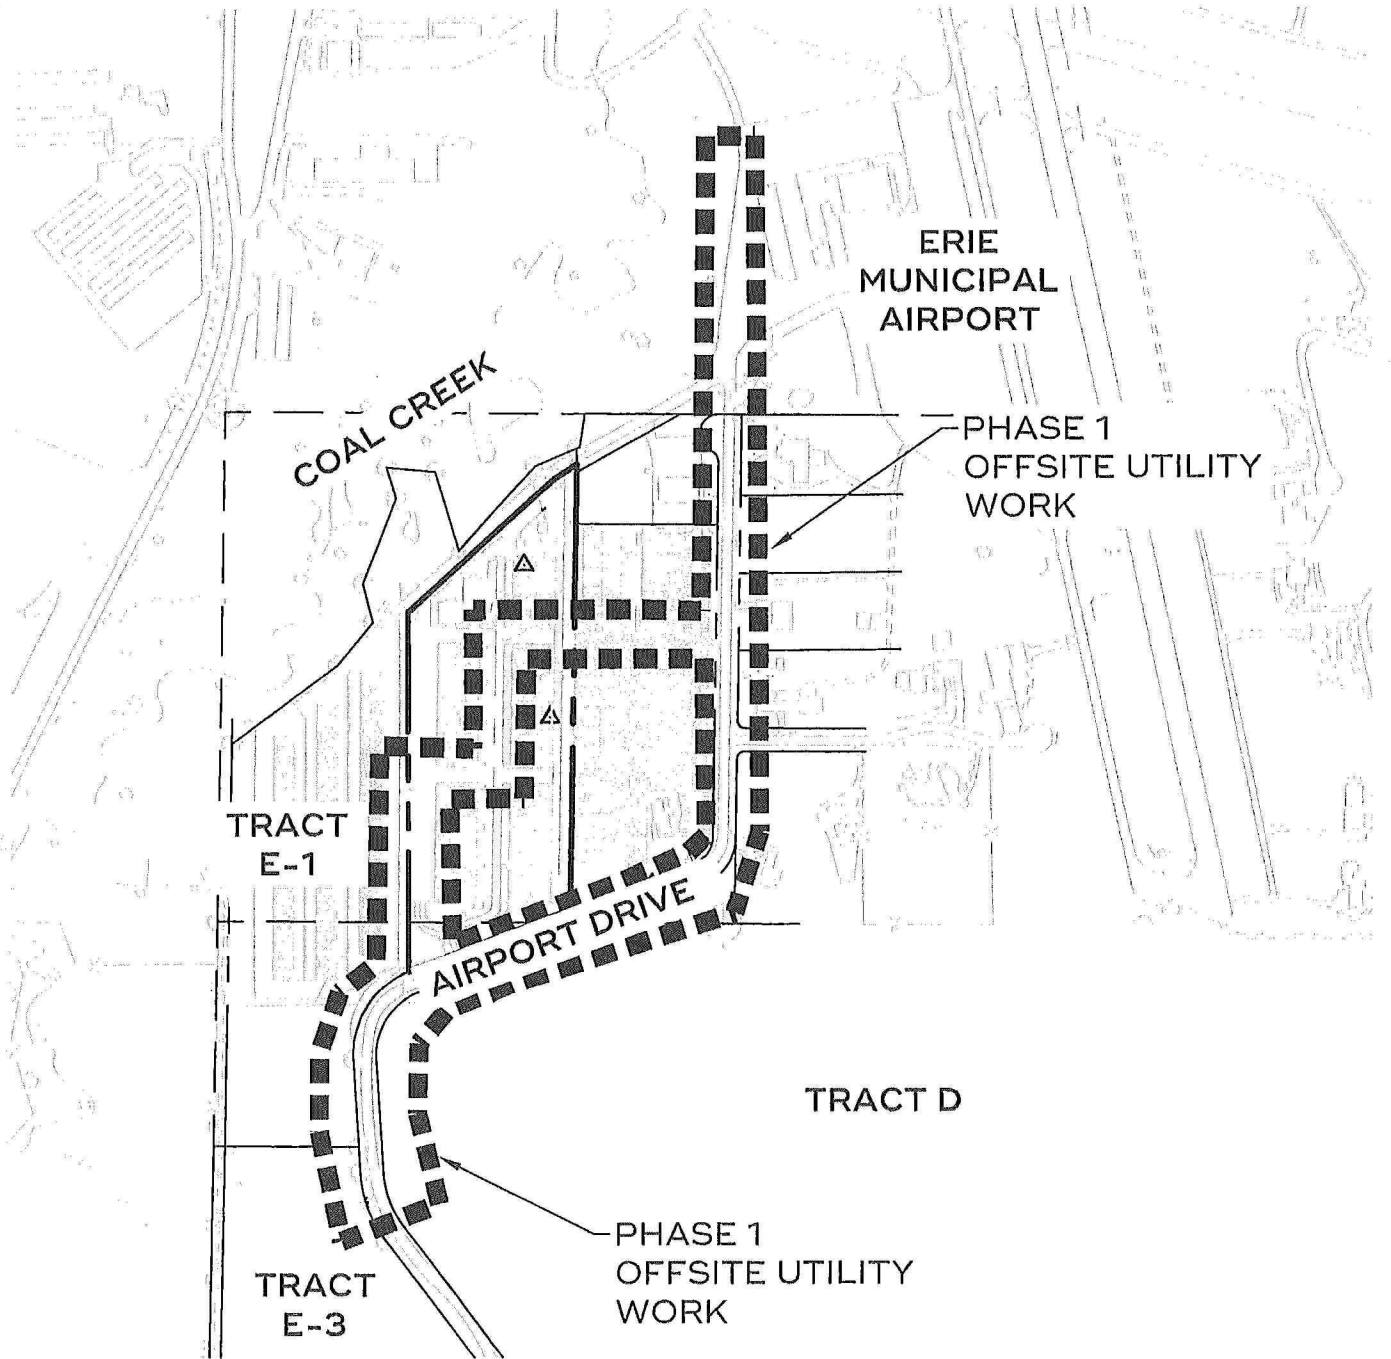 ERIE
MUNICIPAL
AIRPORT
COAL CREEK
PHASE 1
OFFSITE UTILITY
WORK
TRACT
E-1
AIRPORT DRIVE
TRACT D
PHASE 1
OFFSITE UTILITY
WORK
TRACT
E-3